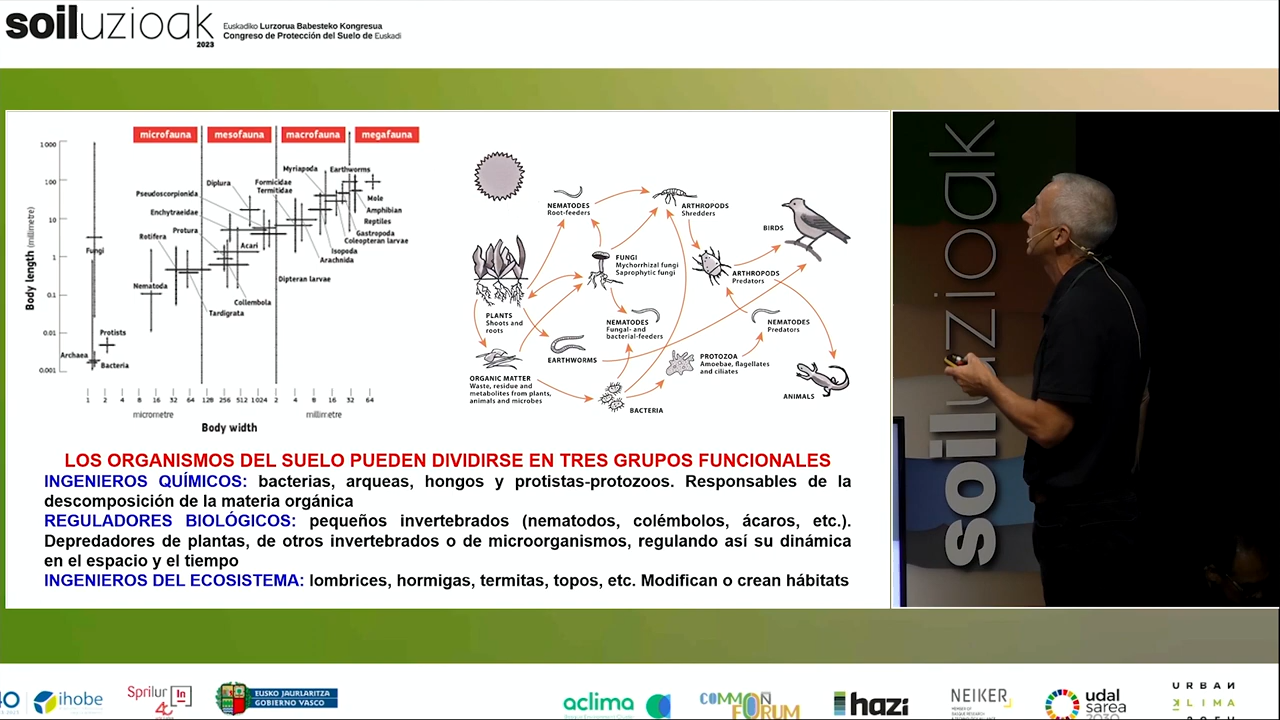 soiluzioak
2023
Euskadiko Lurzorua Babesteko Kongresua
Congreso de Protección del Suelo de Euskadi
microfauna
mesofauna
macrofauna
megafauna
1000
100
10
1
0.1
0.01
0.001
Body length (millimetre)
Myriapoda
Earthworms
Diplura
Formicidae
Termitidae
Pseudoscorpionida
Mole
Enchytraeidae
Amphibian
Protura
Reptiles
Rotifera
Gastropoda
Acari
Coleopteran larvae
Fungi
Isopoda
Arachnida
Dipteran larvae
Nematoda
Collembola
Tardigrata
Protists
Archaea
Bacteria
1 2 4 8 16 32 64 128 256 512 1024 2 4 8 16 32 64
micrometre
millimetre
Body width
NEMATODES
Root-feeders
ARTHROPODS
Shredders
BIRDS
FUNGI
Mychorrhizal fungi
Saprophytic fungi
ARTHROPODS
Predators
PLANTS
Shoots and
roots
NEMATODES
Fungal- and
bacterial-feeders
NEMATODES
Predators
EARTHWORMS
PROTOZOA
Amoebae, flagellates
and ciliates
ORGANIC MATTER
Waste, residue and
metabolites from plants,
animals and microbes
BACTERIA
ANIMALS
LOS ORGANISMOS DEL SUELO PUEDEN DIVIDIRSE EN TRES GRUPOS FUNCIONALES
INGENIEROS QUÍMICOS: bacterias, arqueas, hongos y protistas-protozoos. Responsables de la
descomposición de la materia orgánica
REGULADORES BIOLÓGICOS: pequeños invertebrados (nematodos, colémbolos, ácaros, etc.).
Depredadores de plantas, de otros invertebrados o de microorganismos, regulando así su dinámica
en el espacio y el tiempo
INGENIEROS DEL ECOSISTEMA: lombrices, hormigas, termitas, topos, etc. Modifican o crean hábitats
soiluzioak
ihobe
Sprilur
In
EUSKO JAURLARITZA
GOBIERNO VASCO
aclima
COMMON
FORUM
hazi
NEIKER
udal
sarea
2030
URBAN
KLIMA